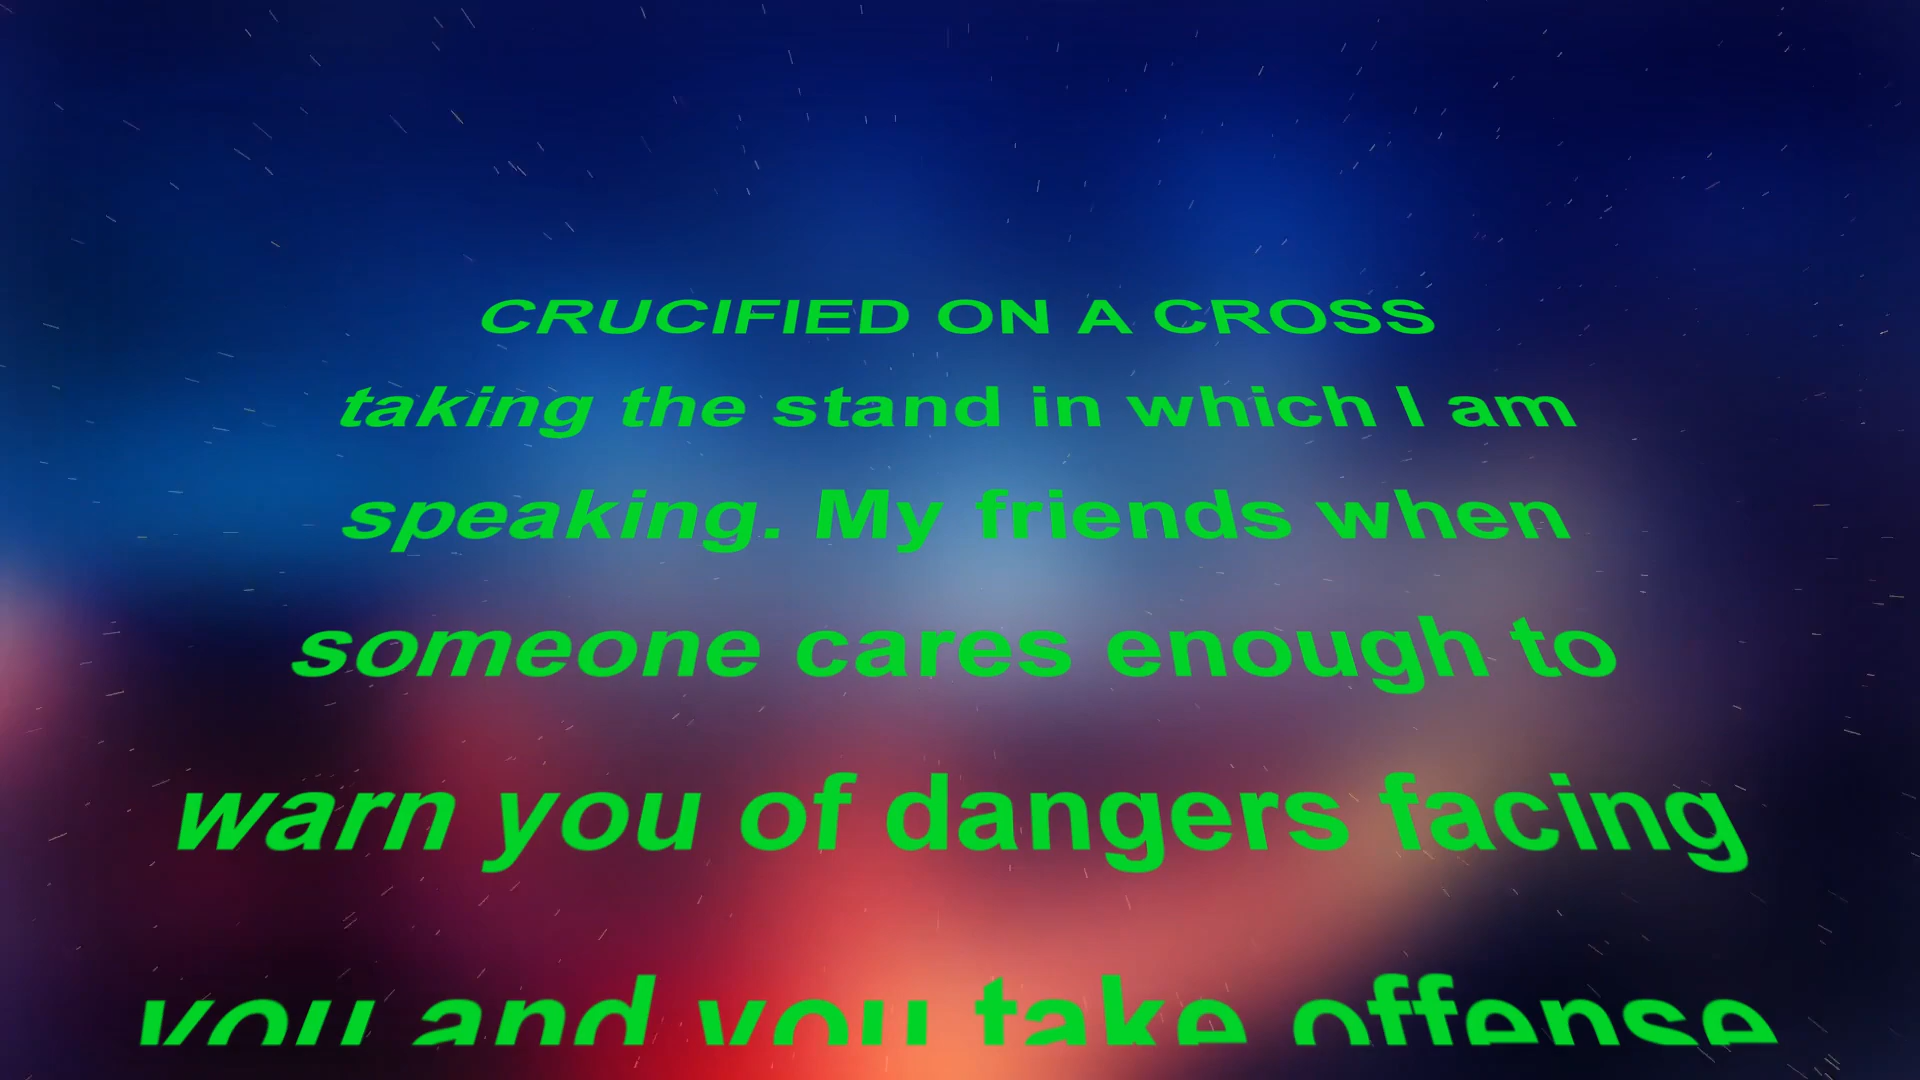 CRUCIFIED ON A CROSS
taking the stand in which I am
speaking. My friends when
someone cares enough to
warn you of dangers facing
you and you take offense